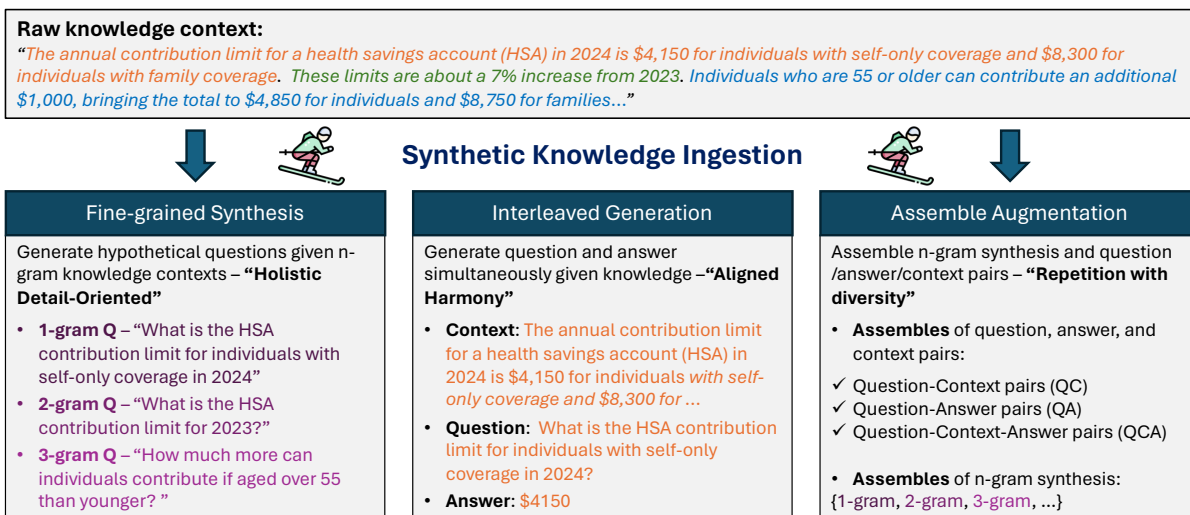 Raw knowledge context:
“The annual contribution limit for a health savings account (HSA) in 2024 is $4,150 for individuals with self-only coverage and $8,300 for
individuals with family coverage.  These limits are about a 7% increase from 2023. Individuals who are 55 or older can contribute an additional
$1,000, bringing the total to $4,850 for individuals and $8,750 for families...”
Synthetic Knowledge Ingestion
Fine-grained Synthesis
Generate hypothetical questions given n-
gram knowledge contexts – “Holistic
Detail-Oriented”
• 1-gram Q – “What is the HSA
contribution limit for individuals with
self-only coverage in 2024”
• 2-gram Q – “What is the HSA
contribution limit for 2023?”
• 3-gram Q – “How much more can
individuals contribute if aged over 55
than younger? ”
Interleaved Generation
Generate question and answer
simultaneously given knowledge –“Aligned
Harmony”
• Context: The annual contribution limit
for a health savings account (HSA) in
2024 is $4,150 for individuals with self-
only coverage and $8,300 for ...
• Question:  What is the HSA contribution
limit for individuals with self-only
coverage in 2024?
• Answer: $4150
Assemble Augmentation
Assemble n-gram synthesis and question
/answer/context pairs – “Repetition with
diversity”
• Assembles of question, answer, and
context pairs:
✓ Question-Context pairs (QC)
✓ Question-Answer pairs (QA)
✓ Question-Context-Answer pairs (QCA)
• Assembles of n-gram synthesis:
{1-gram, 2-gram, 3-gram, ...}